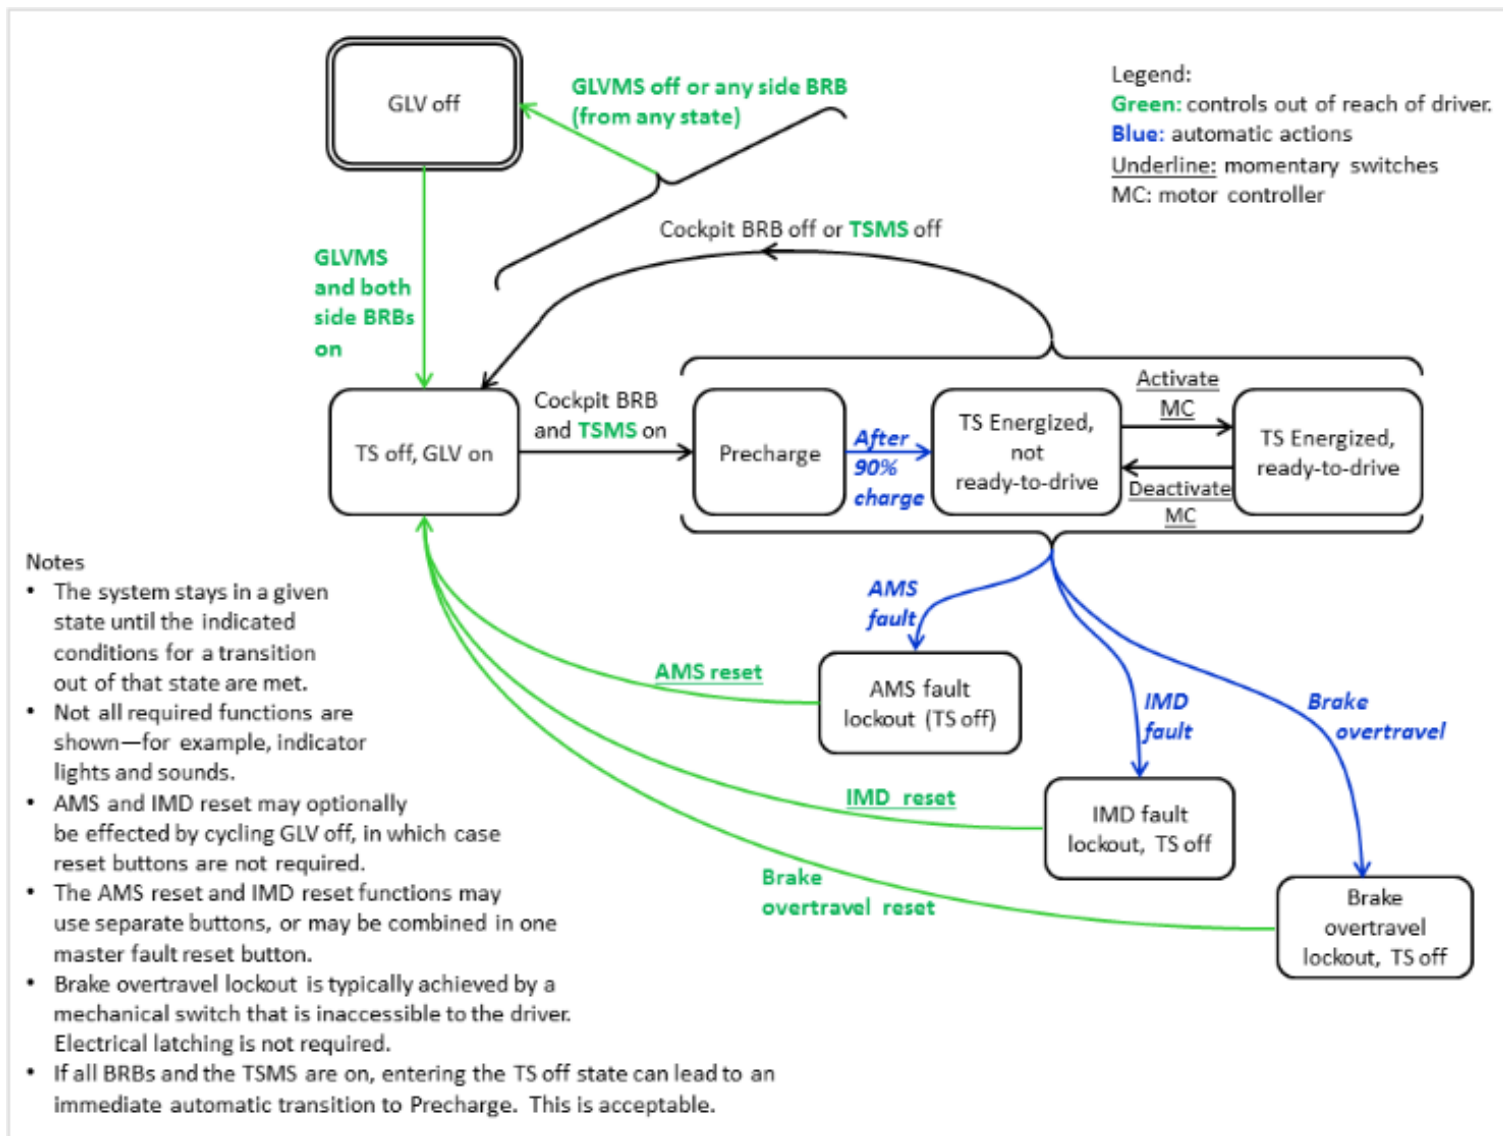 GLV off
GLVMS off or any side BRB
(from any state)
Legend:
Green: controls out of reach of driver.
Blue: automatic actions
Underline: momentary switches
MC: motor controller
Cockpit BRB off or TSMS off
GLVMS
and both
side BRBs
on
TS off, GLV on
Cockpit BRB
and TSMS on
Precharge
After
90%
charge
TS Energized,
not
ready-to-drive
Activate
MC
Deactivate
MC
TS Energized,
ready-to-drive
AMS
fault
IMD
fault
Brake
overtravel
AMS reset
AMS fault
lockout (TS off)
IMD reset
IMD fault
lockout, TS off
Brake
overtravel reset
Brake
overtravel
lockout, TS off
Notes
• The system stays in a given
state until the indicated
conditions for a transition
out of that state are met.
• Not all required functions are
shown—for example, indicator
lights and sounds.
• AMS and IMD reset may optionally
be effected by cycling GLV off, in which case
reset buttons are not required.
• The AMS reset and IMD reset functions may
use separate buttons, or may be combined in one
master fault reset button.
• Brake overtravel lockout is typically achieved by a
mechanical switch that is inaccessible to the driver.
Electrical latching is not required.
• If all BRBs and the TSMS are on, entering the TS off state can lead to an
immediate automatic transition to Precharge. This is acceptable.